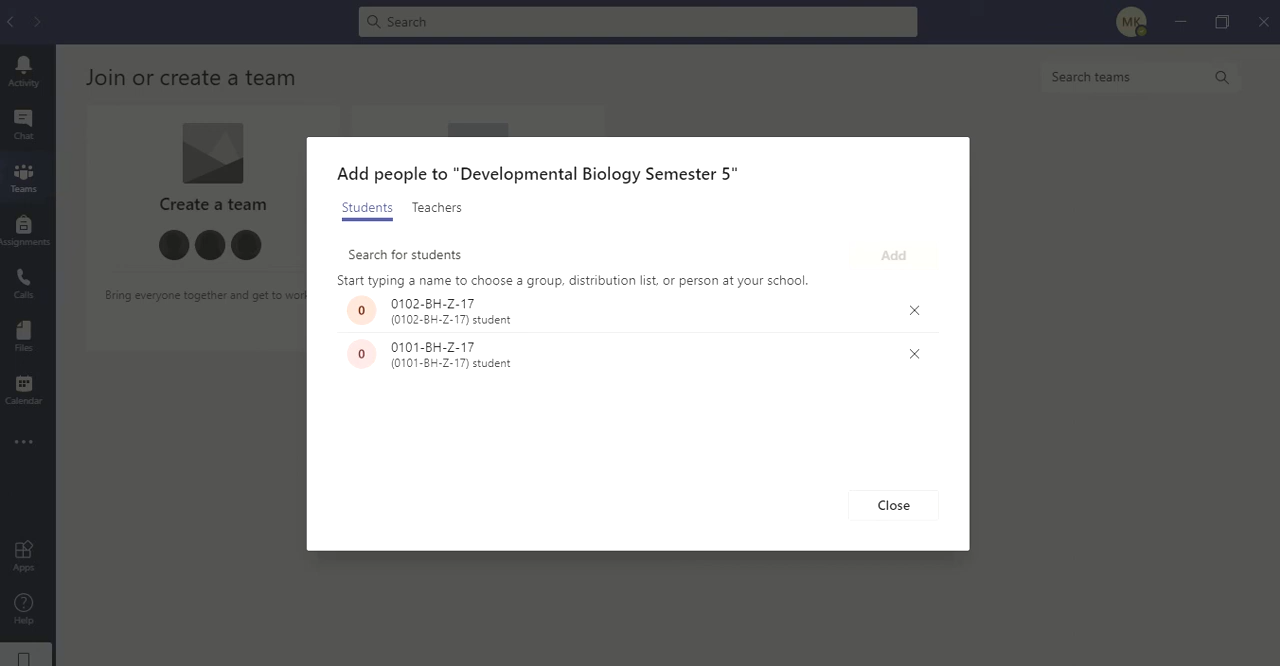 Search
MK
Activity
Chat
Teams
Assignments
Calls
Files
Calendar
Apps
Help
Join or create a team
Search teams
Create a team
Bring everyone together and get to work
Add people to "Developmental Biology Semester 5"
Students Teachers
Search for students
Add
Start typing a name to choose a group, distribution list, or person at your school.
0
0102-BH-Z-17
(0102-BH-Z-17) student
0
0101-BH-Z-17
(0101-BH-Z-17) student
Close